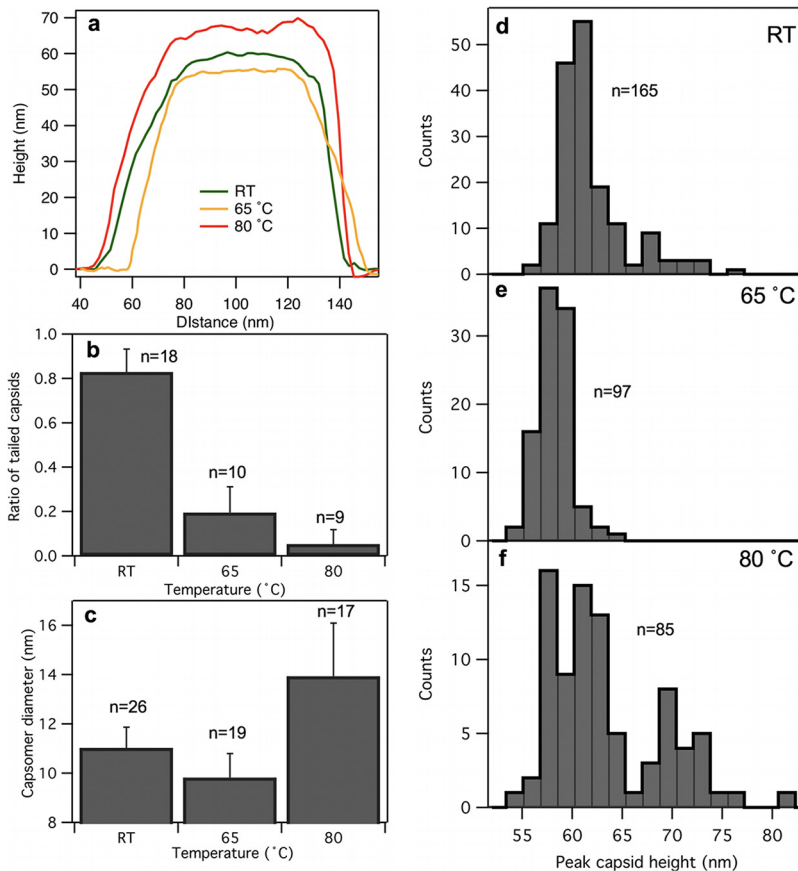 a
70
60
50
40
30
20
10
0
Height (nm)
RT
65 ˚C
80 ˚C
40 60 80 100 120 140
DIstance (nm)
b
1.0
0.8
0.6
0.4
0.2
0.0
Ratio of tailed capsids
n=18
n=10
n=9
RT 65 80
Temperature (˚C)
c
16
14
12
10
8
Capsomer diameter (nm)
n=26
n=19
n=17
RT 65 80
Temperature (˚C)
d
RT
50
40
30
20
10
0
Counts
n=165
e
65 ˚C
30
20
10
0
Counts
n=97
f
80 ˚C
15
10
5
0
Counts
n=85
55 60 65 70 75 80
Peak capsid height (nm)